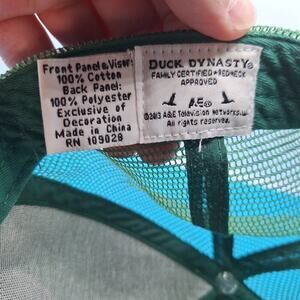 Front Panel&Visor:
100% Cotton
Back Panel:
100% Polyester
Exclusive of
Decoration
Made in China
RN 109028
DUCK DYNASTY®
FAMILY CERTIFIED★REDNECK
APPROVED
A&E®
©2013 A&E Television Networks, LLC.
All rights reserved.